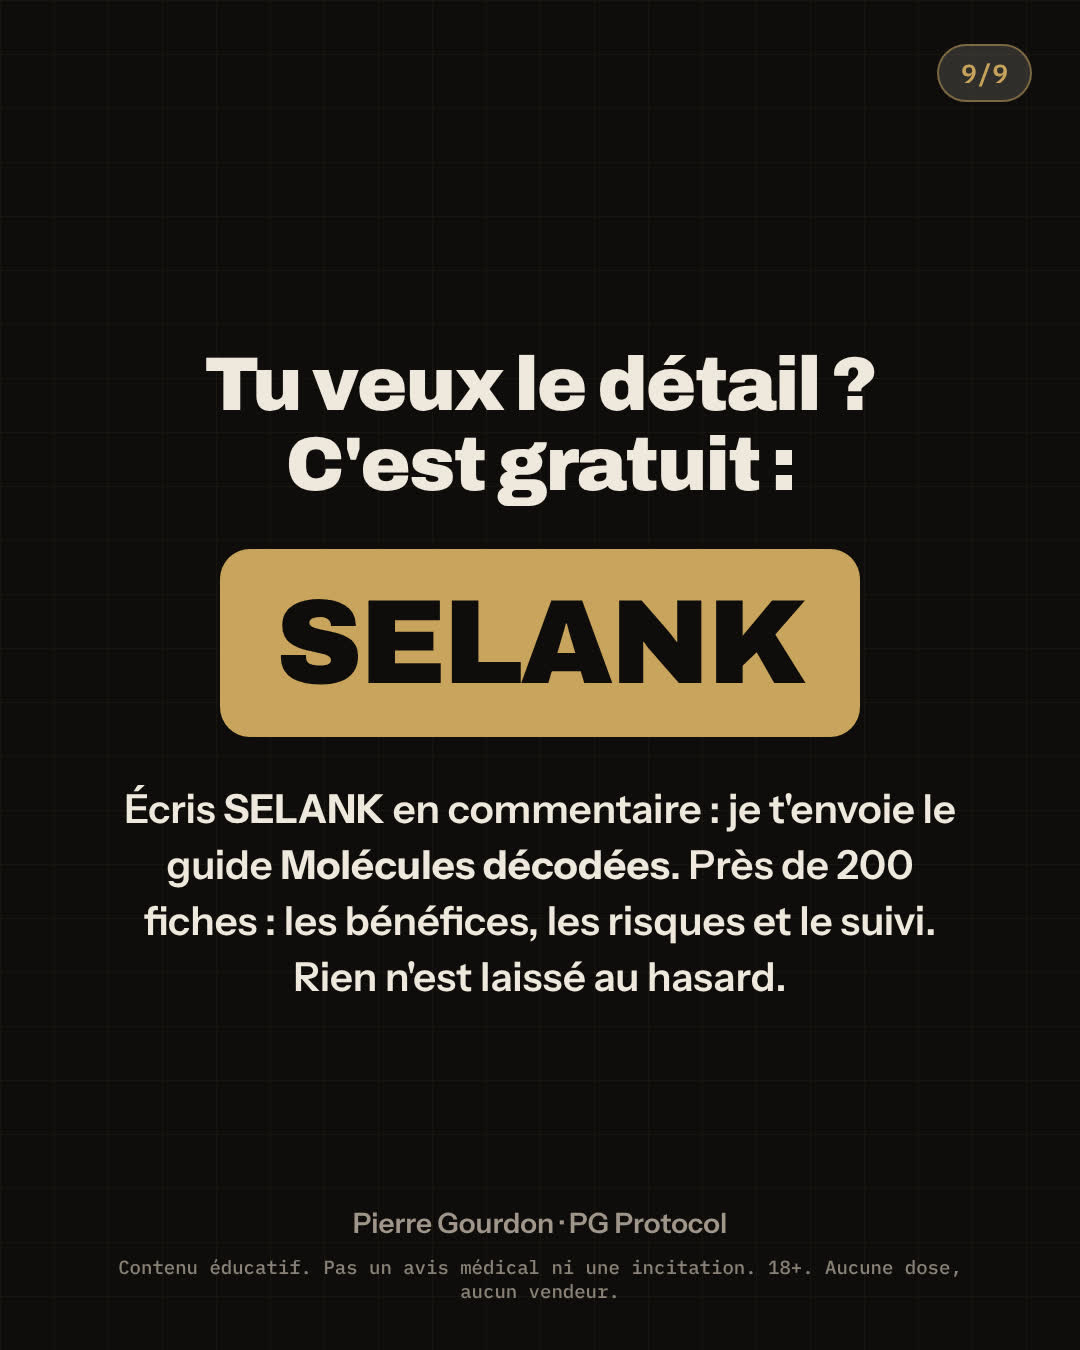 9/9
Tu veux le détail ?
C'est gratuit :
SELANK
Écris SELANK en commentaire : je t'envoie le
guide Molécules décodées. Près de 200
fiches : les bénéfices, les risques et le suivi.
Rien n'est laissé au hasard.
Pierre Gourdon · PG Protocol
Contenu éducatif. Pas un avis médical ni une incitation. 18+. Aucune dose,
aucun vendeur.